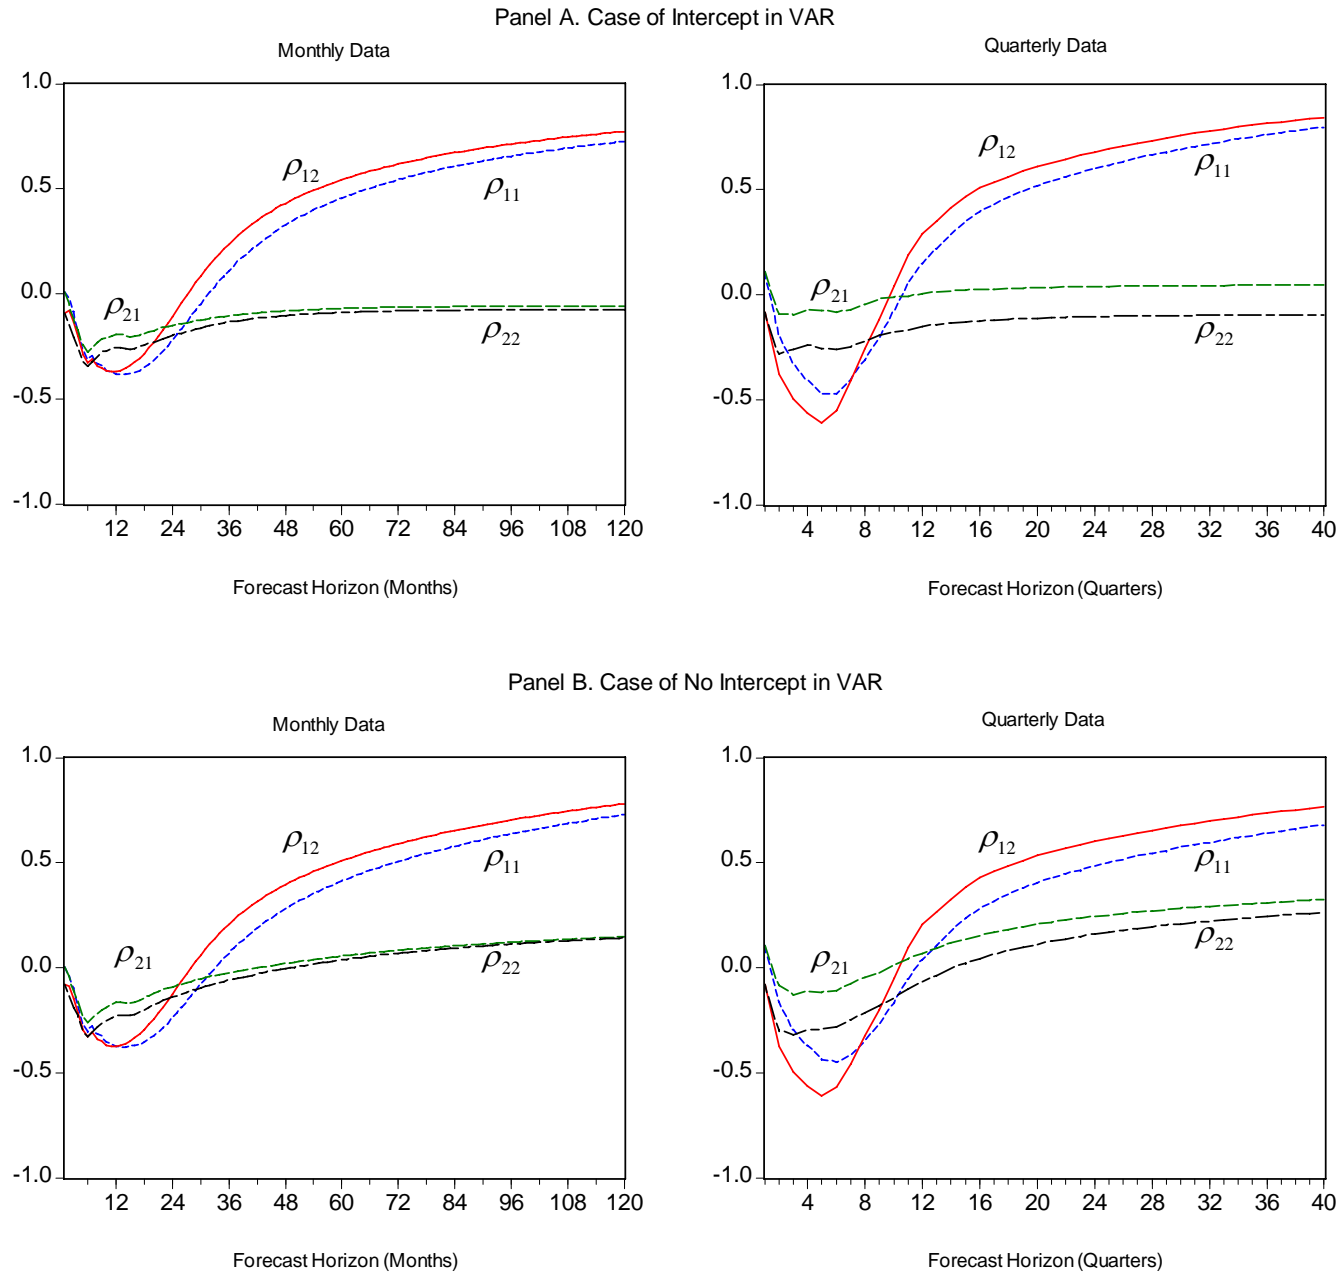 Panel A. Case of Intercept in VAR
Monthly Data
Quarterly Data
1.0
0.5
0.0
-0.5
-1.0
ρ12
ρ11
ρ21
ρ22
12 24 36 48 60 72 84 96 108 120
Forecast Horizon (Months)
1.0
0.5
0.0
-0.5
-1.0
ρ12
ρ11
ρ21
ρ22
4 8 12 16 20 24 28 32 36 40
Forecast Horizon (Quarters)
Panel B. Case of No Intercept in VAR
Monthly Data
Quarterly Data
1.0
0.5
0.0
-0.5
-1.0
ρ12
ρ11
ρ21
ρ22
12 24 36 48 60 72 84 96 108 120
Forecast Horizon (Months)
1.0
0.5
0.0
-0.5
-1.0
ρ12
ρ11
ρ21
ρ22
4 8 12 16 20 24 28 32 36 40
Forecast Horizon (Quarters)